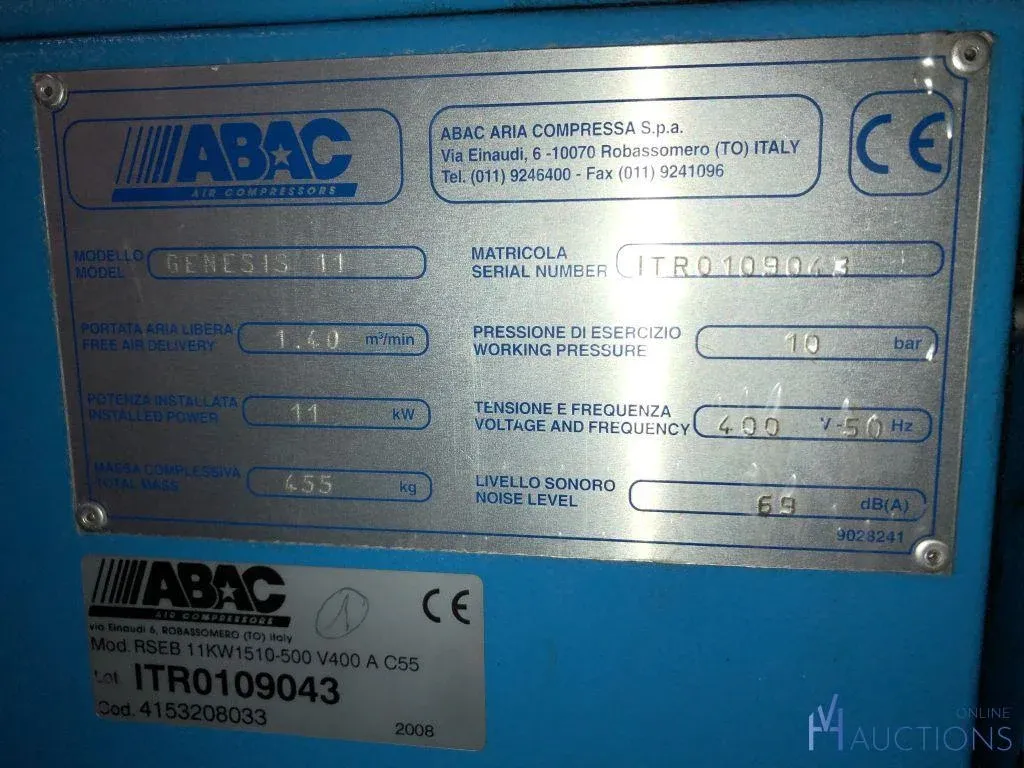 ABAC
AIR COMPRESSORS
ABAC ARIA COMPRESSA S.p.a.
Via Einaudi, 6 -10070 Robassomero (TO) ITALY
Tel. (011) 9246400 - Fax (011) 9241096
CE
MODELLO
MODEL
GENESIS 11
MATRICOLA
SERIAL NUMBER
ITR0109043
PORTATA ARIA LIBERA
FREE AIR DELIVERY
1.40 m³/min
PRESSIONE DI ESERCIZIO
WORKING PRESSURE
10 bar
POTENZA INSTALLATA
INSTALLED POWER
11 kW
TENSIONE E FREQUENZA
VOLTAGE AND FREQUENCY
400 V-50 Hz
MASSA COMPLESSIVA
TOTAL MASS
455 kg
LIVELLO SONORO
NOISE LEVEL
69 dB(A)
9028241
ABAC
AIR COMPRESSORS
1
CE
via Einaudi 6, ROBASSOMERO (TO) Italy
Mod. RSEB 11KW1510-500 V400 A C55
Lot. ITR0109043
Cod. 4153208033
2008
VH ONLINE
AUCTIONS